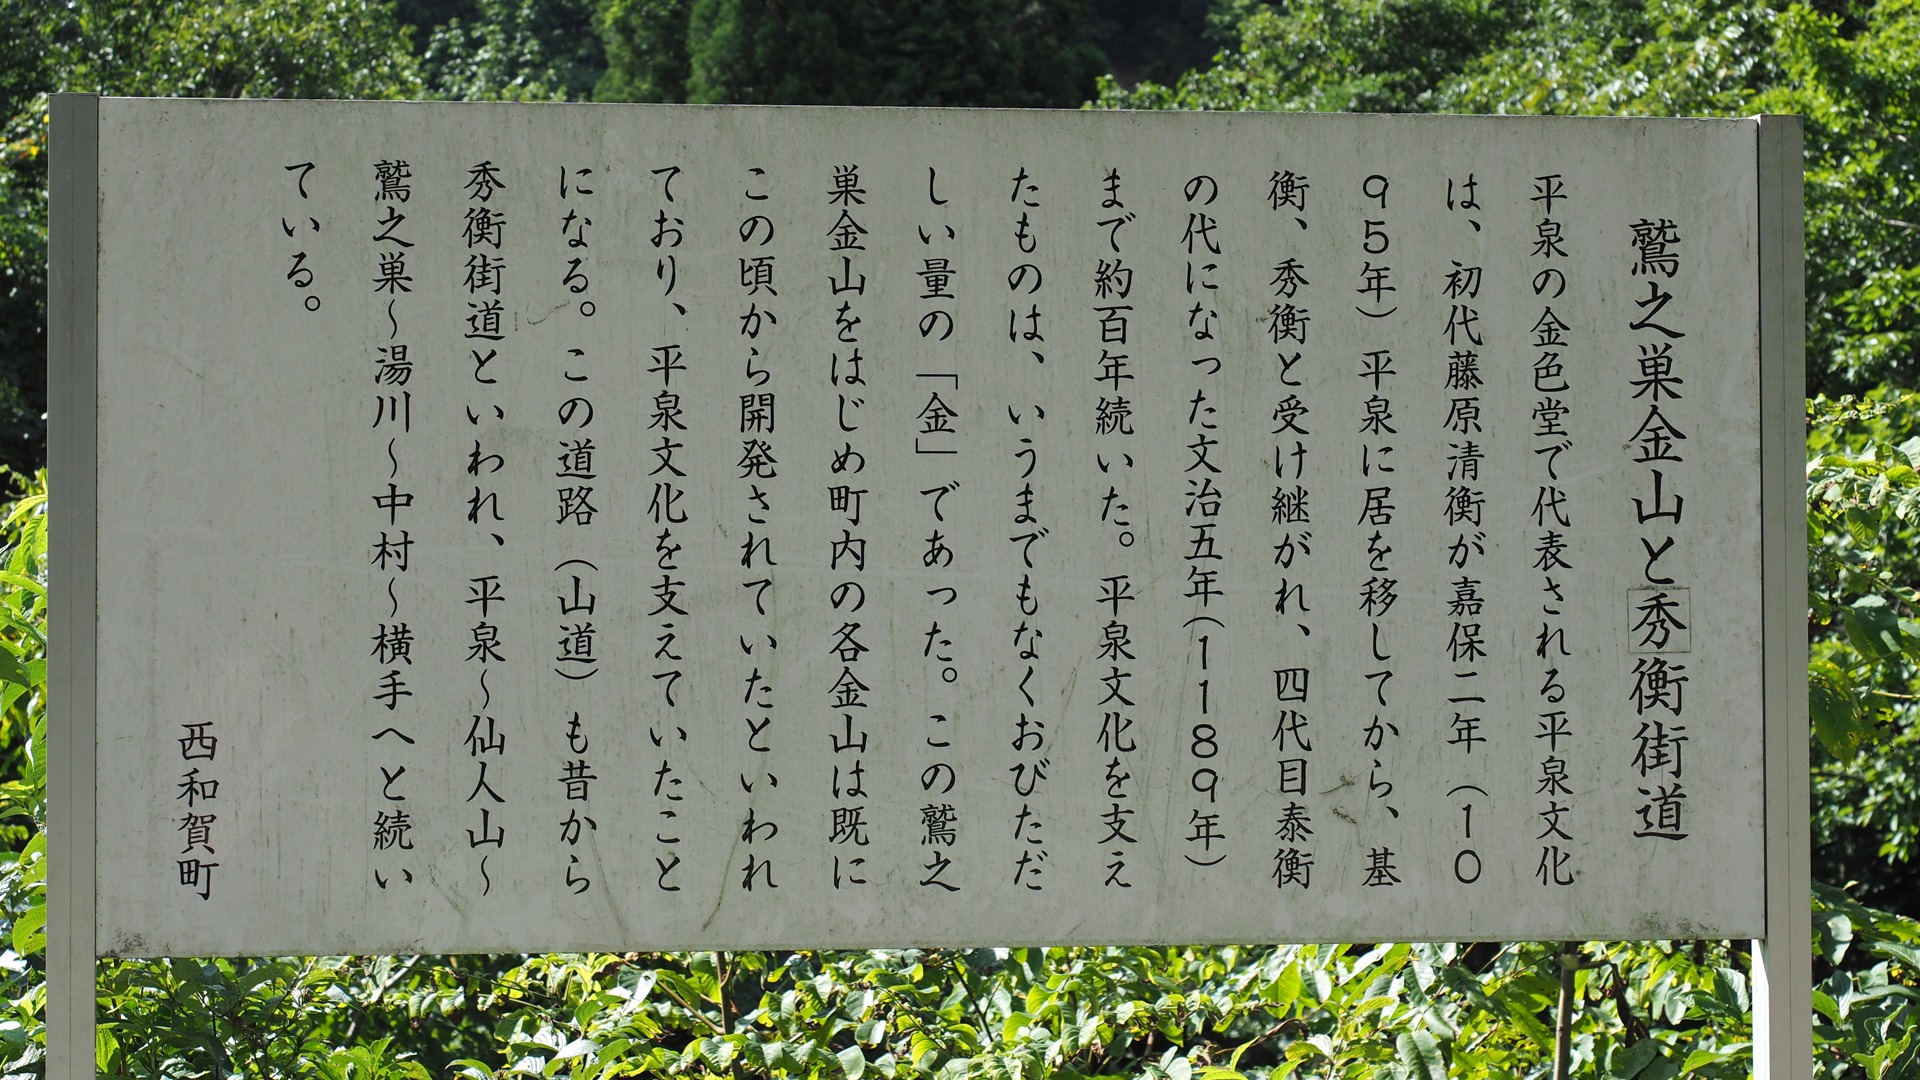 鷲之巣金山と秀衡街道
平泉の金色堂で代表される平泉文化
は、初代藤原清衡が嘉保二年（10
95年）平泉に居を移してから、基
衡、秀衡と受け継がれ、四代目泰衡
の代になった文治五年（1189年）
まで約百年続いた。平泉文化を支え
たものは、いうまでもなくおびただ
しい量の「金」であった。この鷲之
巣金山をはじめ町内の各金山は既に
この頃から開発されていたといわれ
ており、平泉文化を支えていたこと
になる。この道路（山道）も昔から
秀衡街道といわれ、平泉～仙人山～
鷲之巣～湯川～中村～横手へと続い
ている。
西和賀町